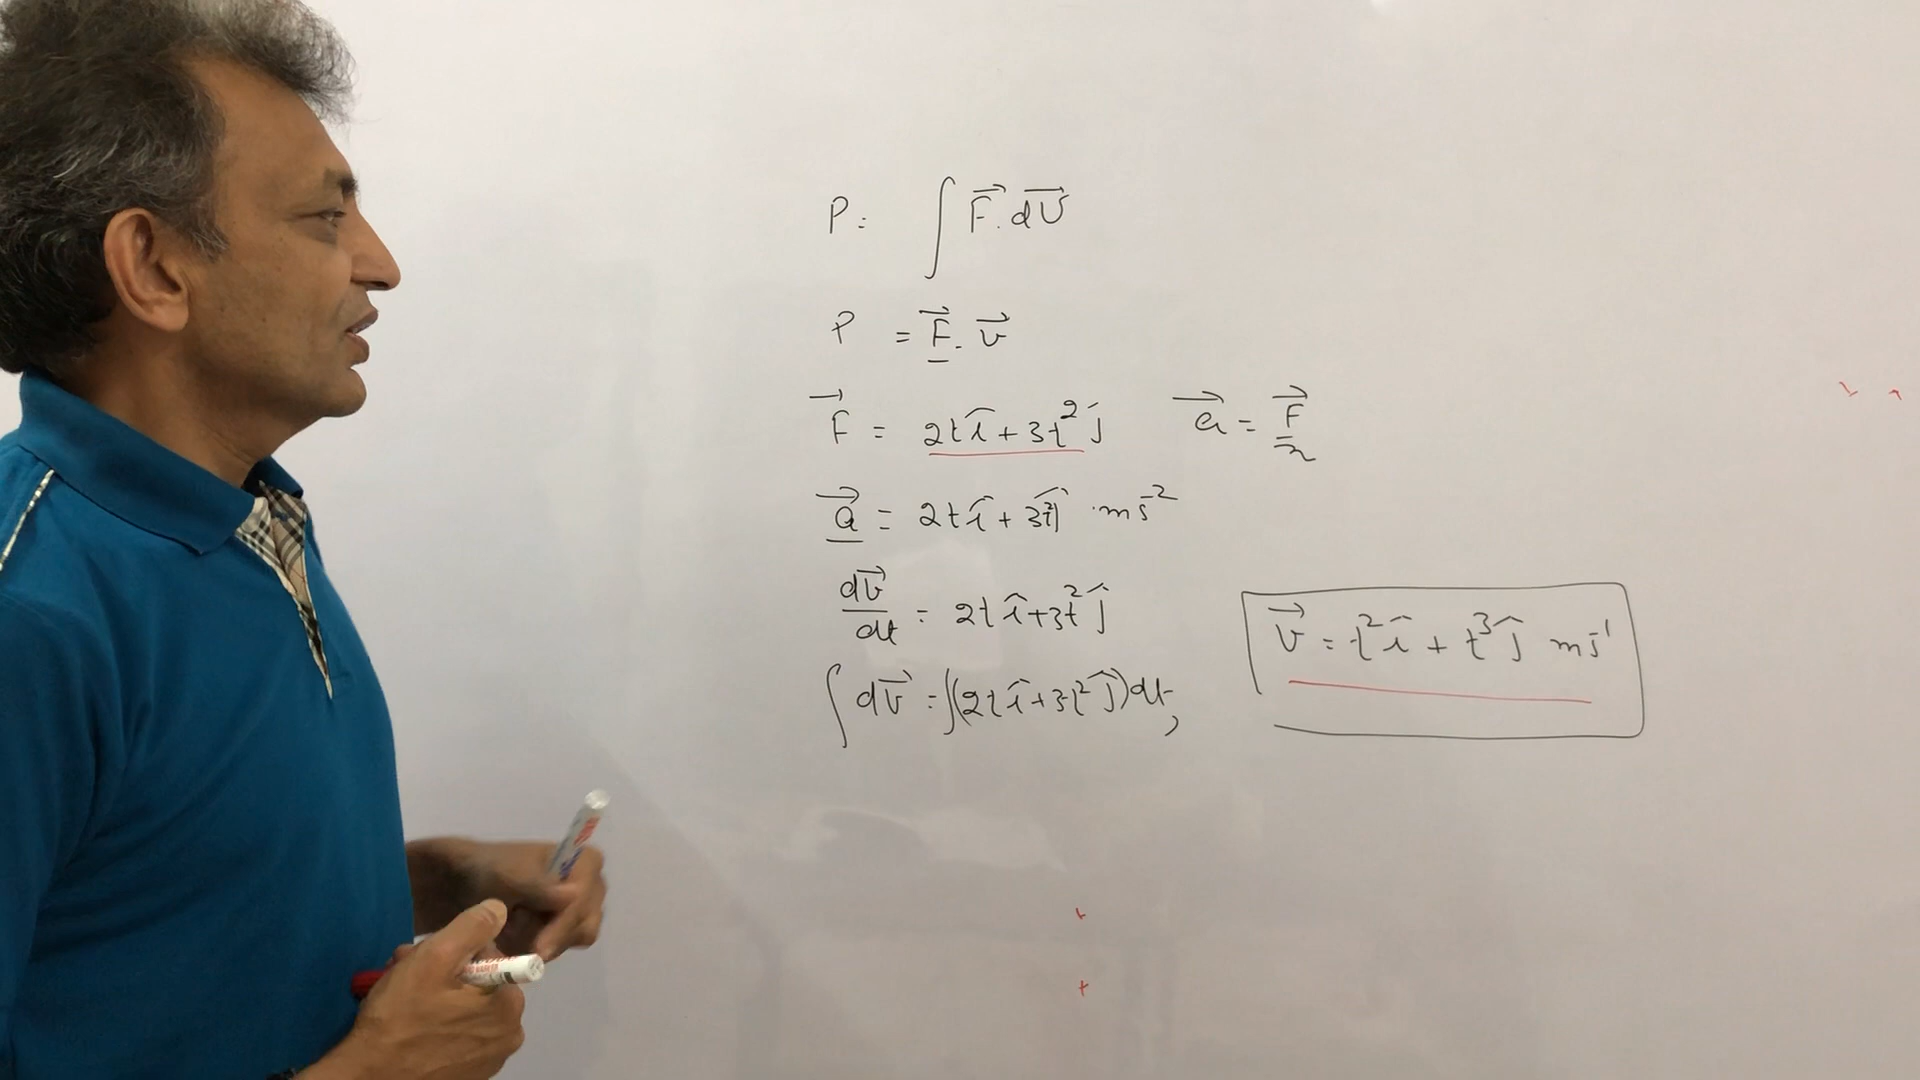 P = ∫ F⃗ . dv⃗
P = F⃗ . v⃗
F⃗ = 2t î + 3t² ĵ    a⃗ = F⃗/m
a⃗ = 2t î + 3t² ĵ ms⁻²
dv⃗/dt = 2t î + 3t² ĵ
∫ dv⃗ = ∫(2t î + 3t² ĵ) dt,
v⃗ = t² î + t³ ĵ ms⁻¹